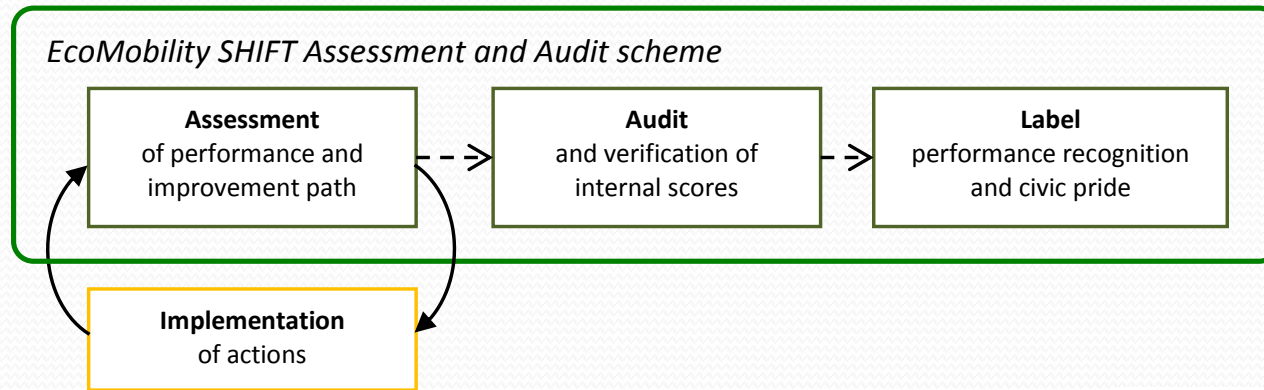 EcoMobility SHIFT Assessment and Audit scheme
Assessment
of performance and
improvement path
Audit
and verification of
internal scores
Label
performance recognition
and civic pride
Implementation
of actions